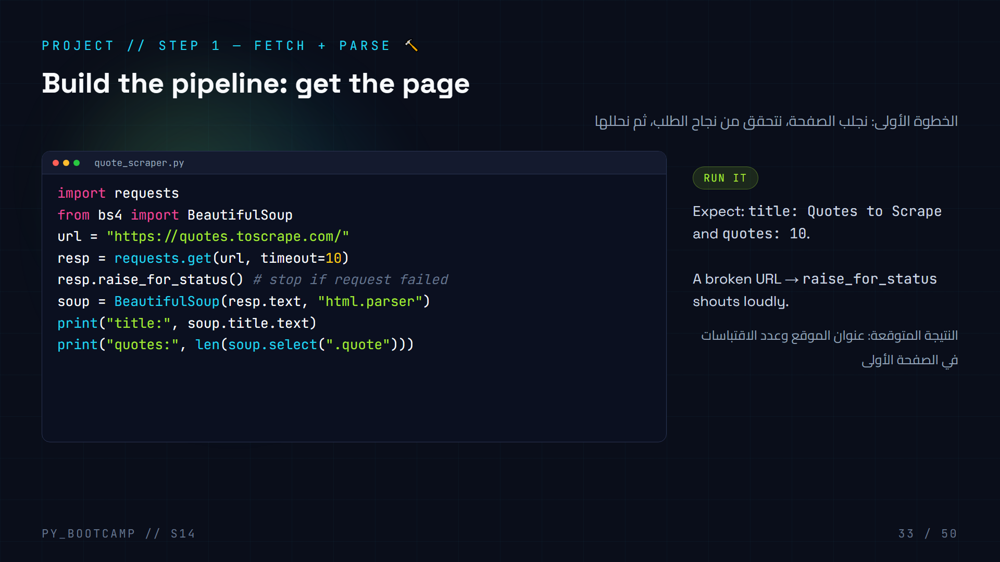 PROJECT // STEP 1 — FETCH + PARSE 🔨
Build the pipeline: get the page
الخطوة الأولى: نجلب الصفحة، نتحقق من نجاح الطلب، ثم نحللها
quote_scraper.py
import requests
from bs4 import BeautifulSoup
url = "https://quotes.toscrape.com/"
resp = requests.get(url, timeout=10)
resp.raise_for_status() # stop if request failed
soup = BeautifulSoup(resp.text, "html.parser")
print("title:", soup.title.text)
print("quotes:", len(soup.select(".quote")))
RUN IT
Expect: title: Quotes to Scrape
and quotes: 10.
A broken URL → raise_for_status
shouts loudly.
النتيجة المتوقعة: عنوان الموقع وعدد الاقتباسات
في الصفحة الأولى
PY_BOOTCAMP // S14
33 / 50